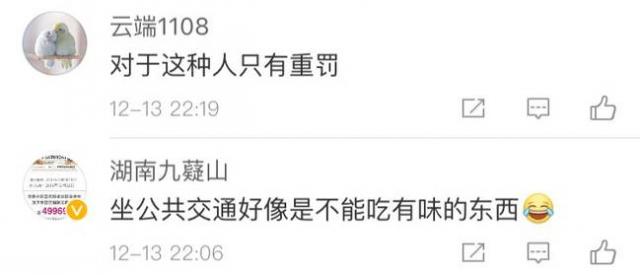 云端1108
对于这种人只有重罚
12-13 22:19
湖南九薿山
坐公共交通好像是不能吃有味的东西😂
12-13 22:06
49969